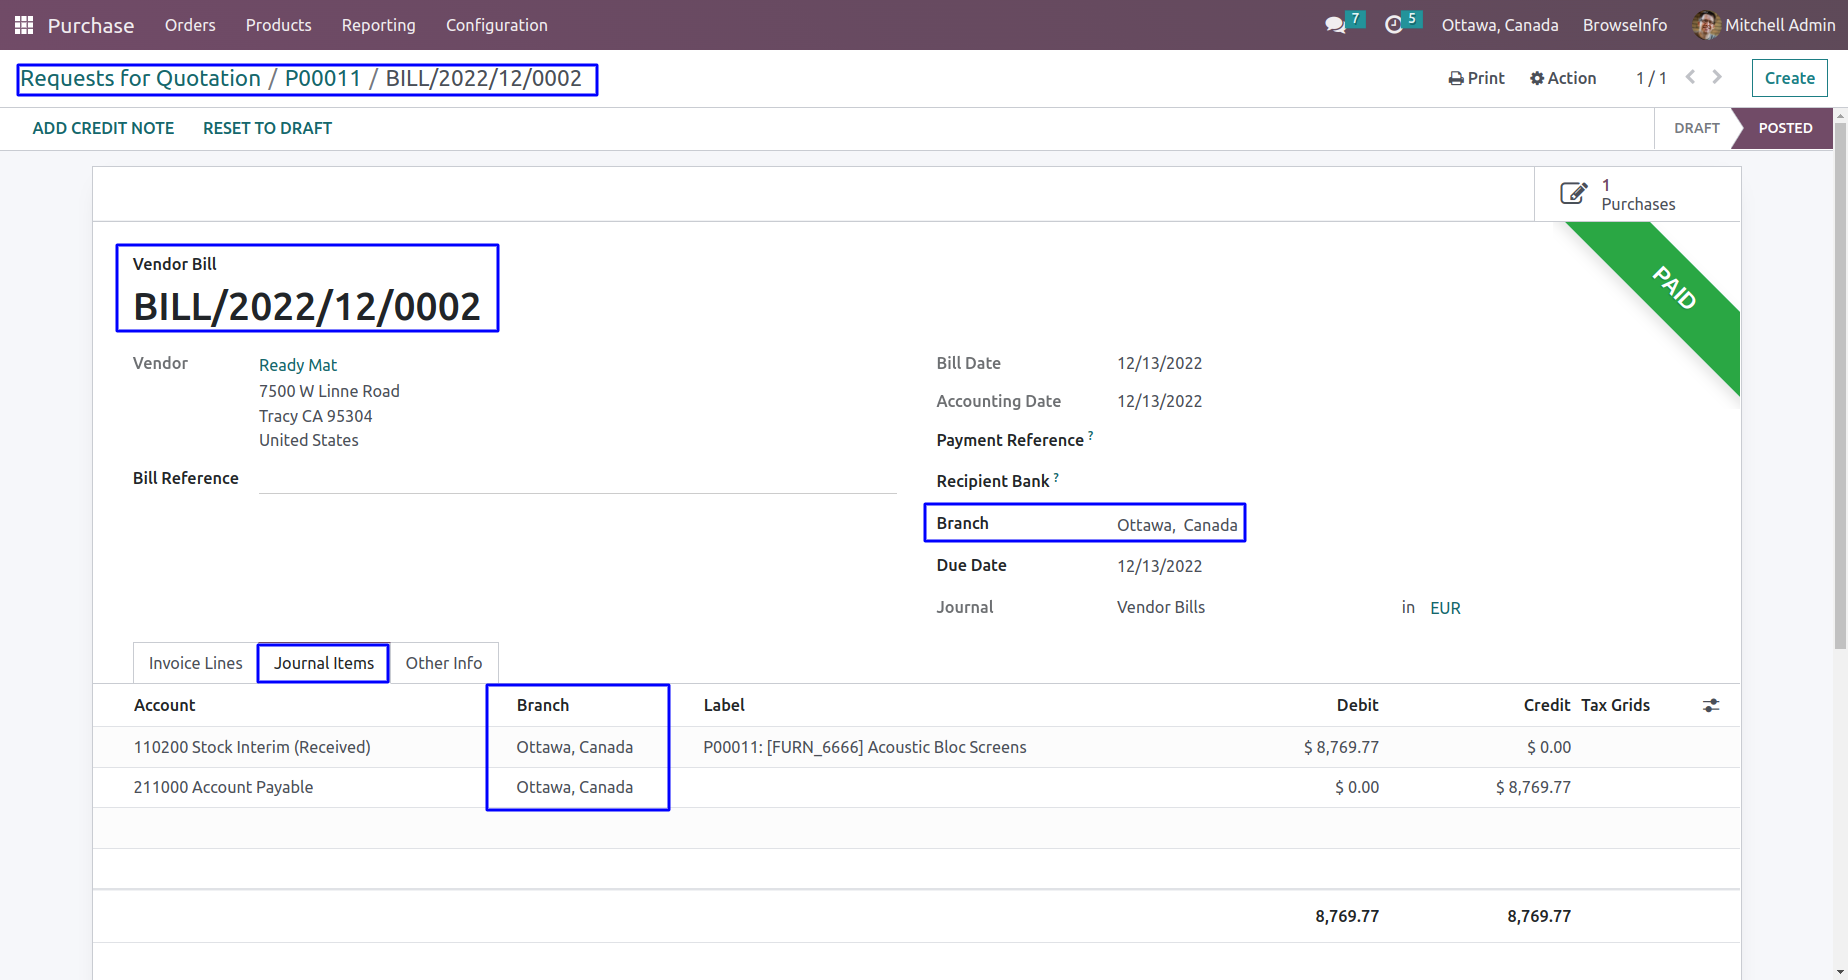 Purchase Orders Products Reporting Configuration 7 5 Ottawa, Canada BrowseInfo Mitchell Admin
Requests for Quotation / P00011 / BILL/2022/12/0002 Print Action 1 / 1 Create
ADD CREDIT NOTE RESET TO DRAFT DRAFT POSTED
1
Purchases
PAID
Vendor Bill
BILL/2022/12/0002
Vendor Ready Mat
7500 W Linne Road
Tracy CA 95304
United States
Bill Reference
Bill Date 12/13/2022
Accounting Date 12/13/2022
Payment Reference ?
Recipient Bank ?
Branch Ottawa, Canada
Due Date 12/13/2022
Journal Vendor Bills in EUR
Invoice Lines Journal Items Other Info
Account Branch Label Debit Credit Tax Grids
110200 Stock Interim (Received) Ottawa, Canada P00011: [FURN_6666] Acoustic Bloc Screens $ 8,769.77 $ 0.00
211000 Account Payable Ottawa, Canada $ 0.00 $ 8,769.77
8,769.77 8,769.77